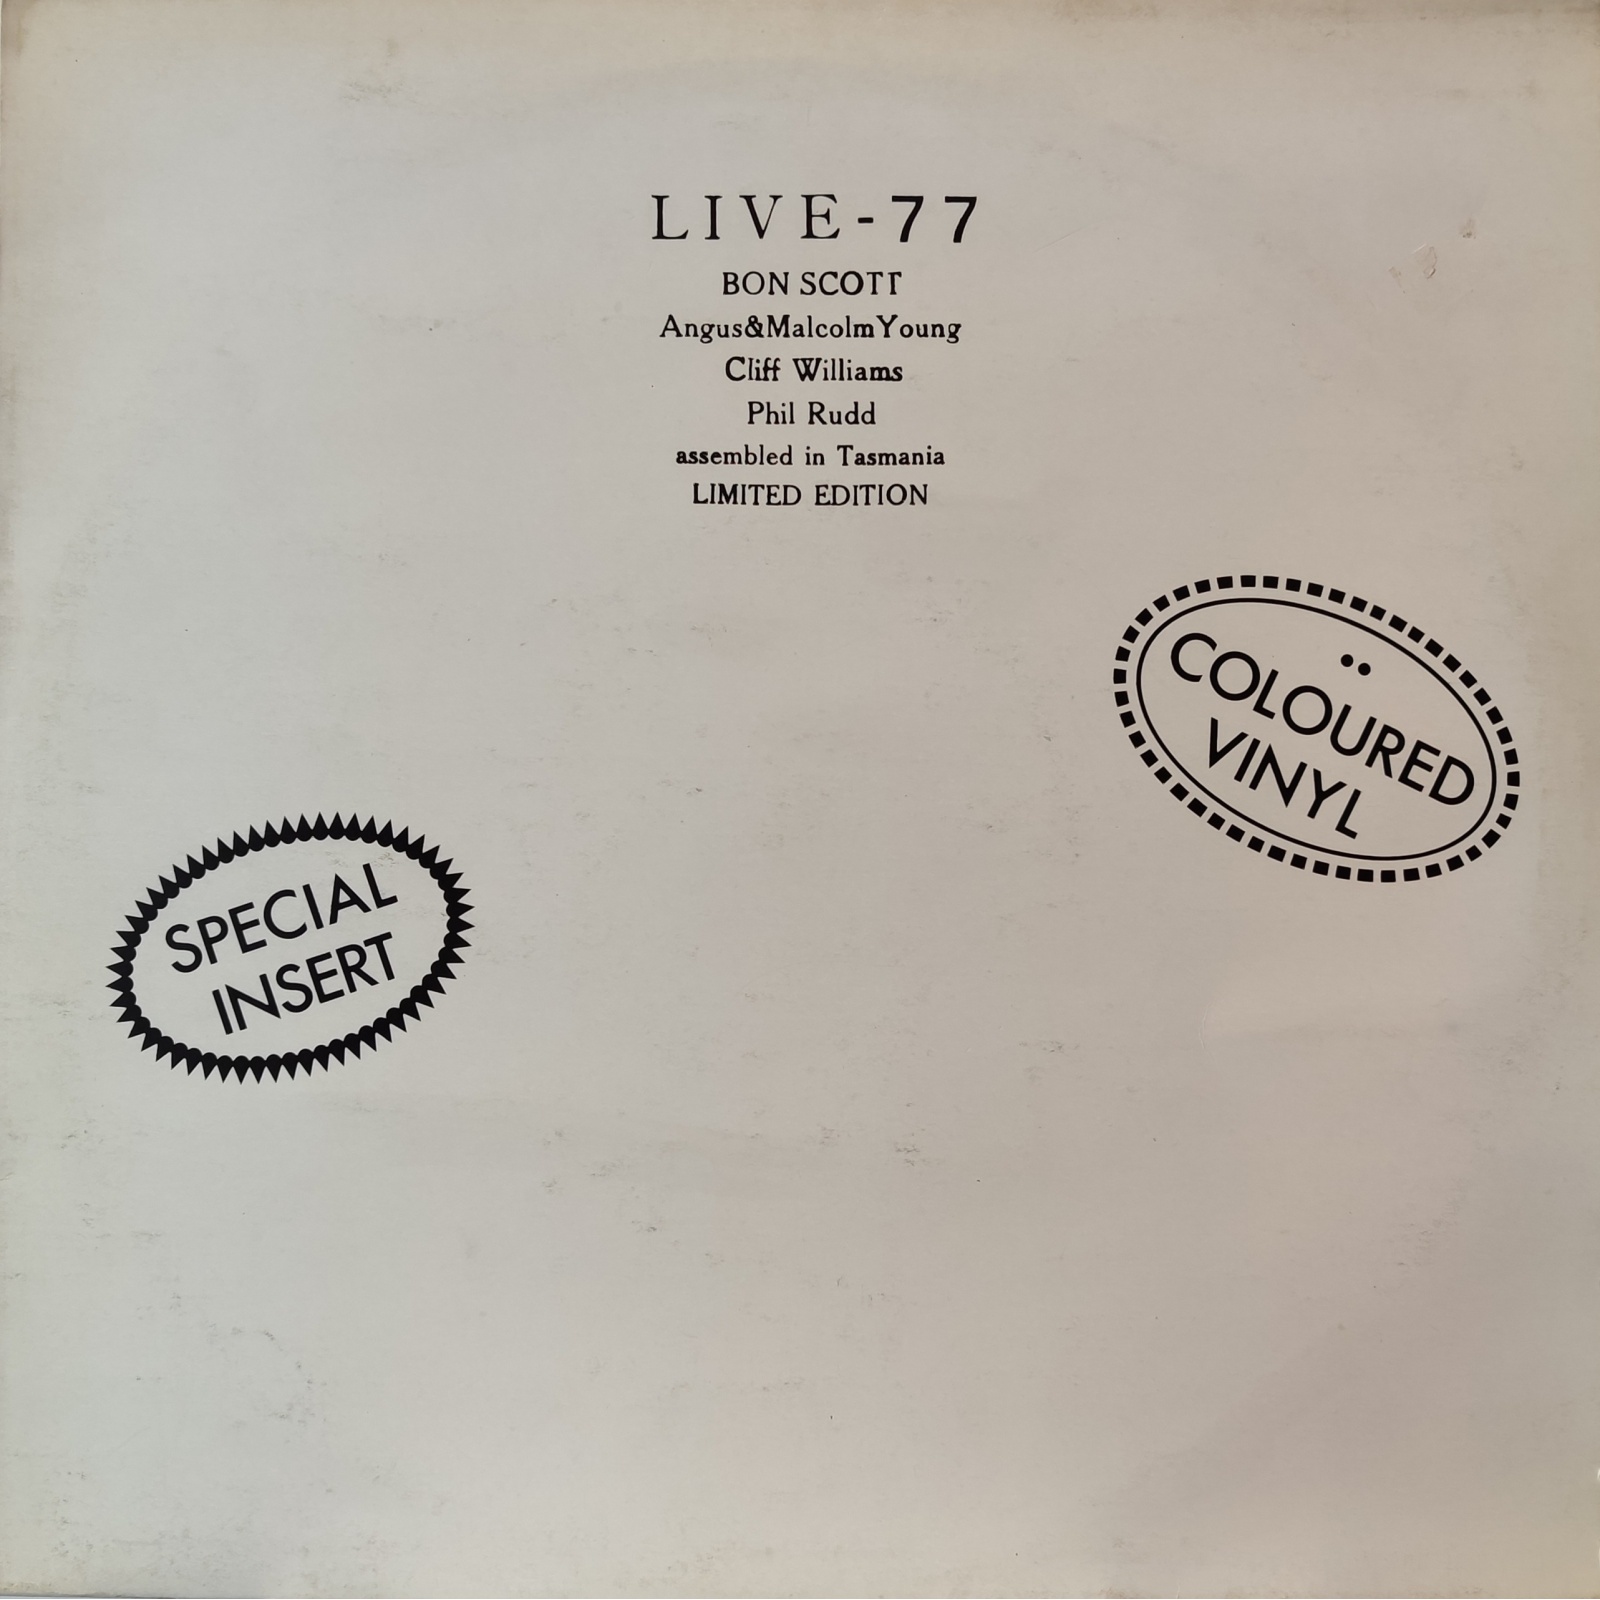 LIVE-77
BON SCOTT
Angus&MalcolmYoung
Cliff Williams
Phil Rudd
assembled in Tasmania
LIMITED EDITION
COLOURED
VINYL
SPECIAL
INSERT